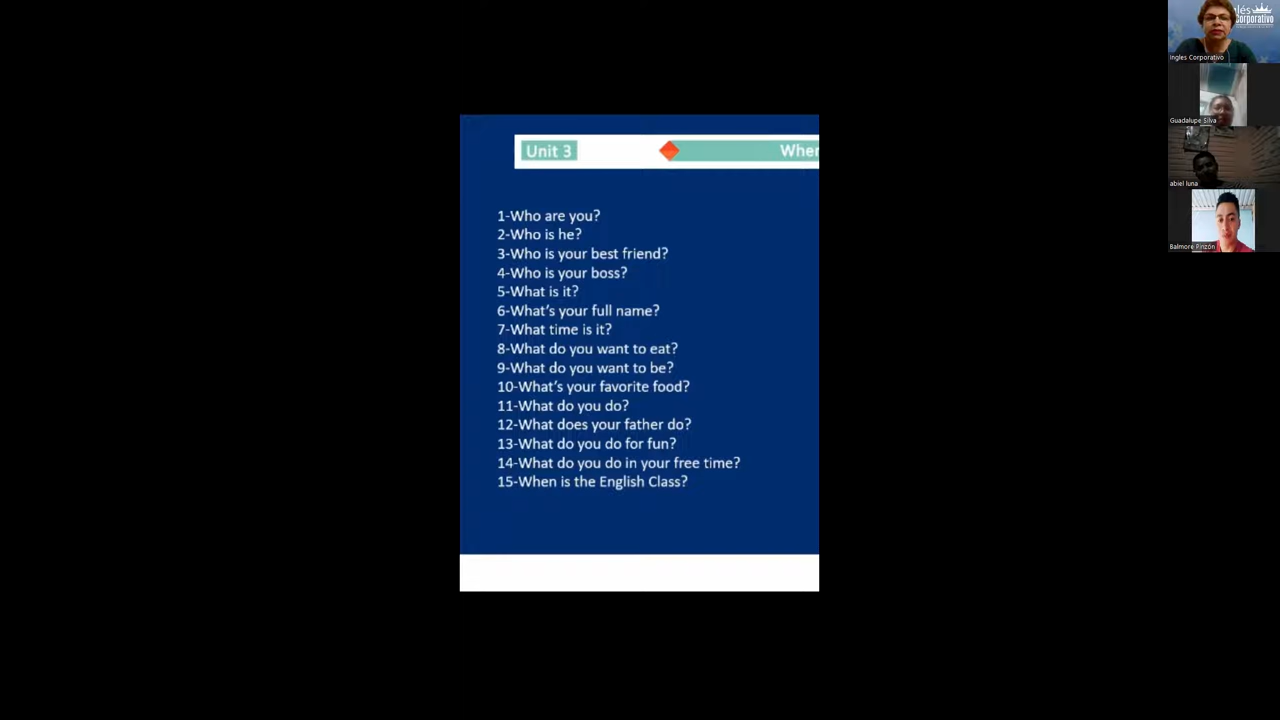 Unit 3
1-Who are you?
2-Who is he?
3-Who is your best friend?
4-Who is your boss?
5-What is it?
6-What's your full name?
7-What time is it?
8-What do you want to eat?
9-What do you want to be?
10-What's your favorite food?
11-What do you do?
12-What does your father do?
13-What do you do for fun?
14-What do you do in your free time?
15-When is the English Class?
Corporativo
Ingles Corporativo
Guadalupe Silva
abiel luna
Balmore Pinzón